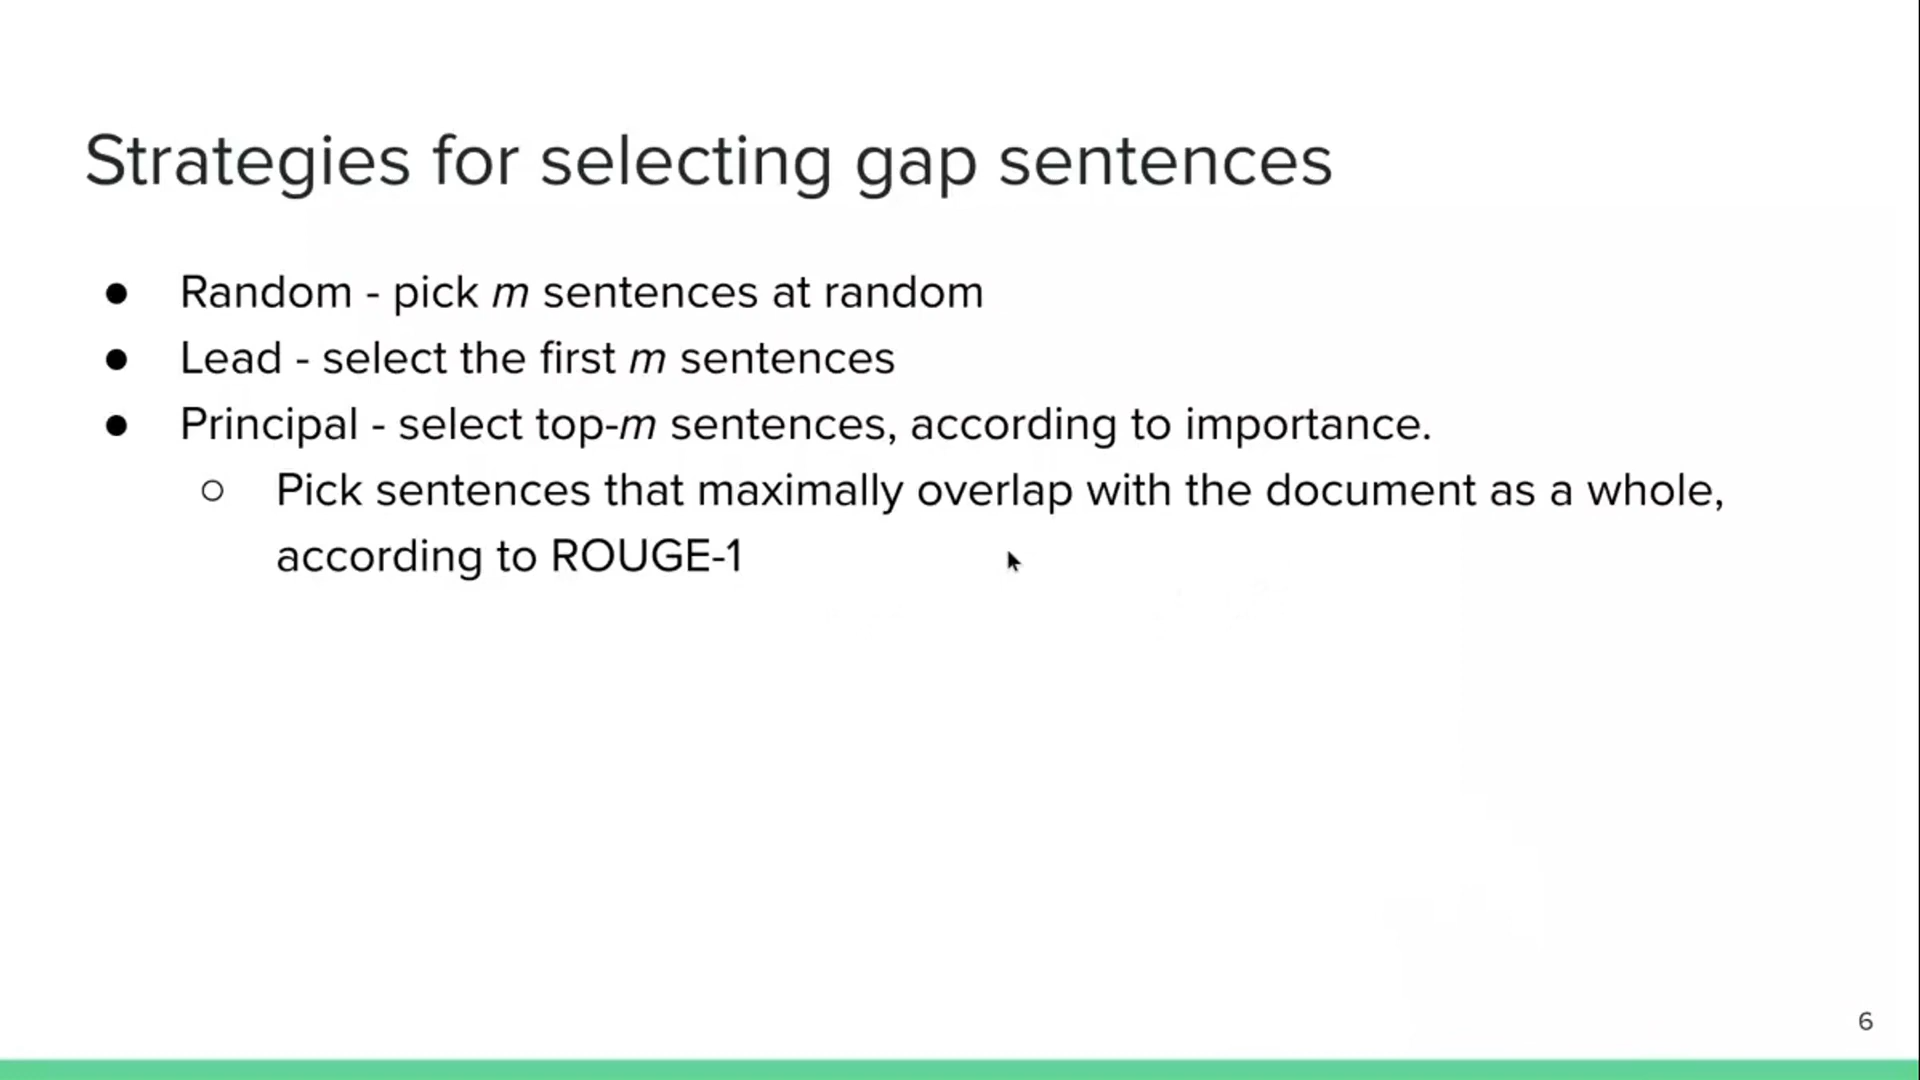 Strategies for selecting gap sentences
● Random - pick m sentences at random
● Lead - select the first m sentences
● Principal - select top-m sentences, according to importance.
○ Pick sentences that maximally overlap with the document as a whole,
according to ROUGE-1
6